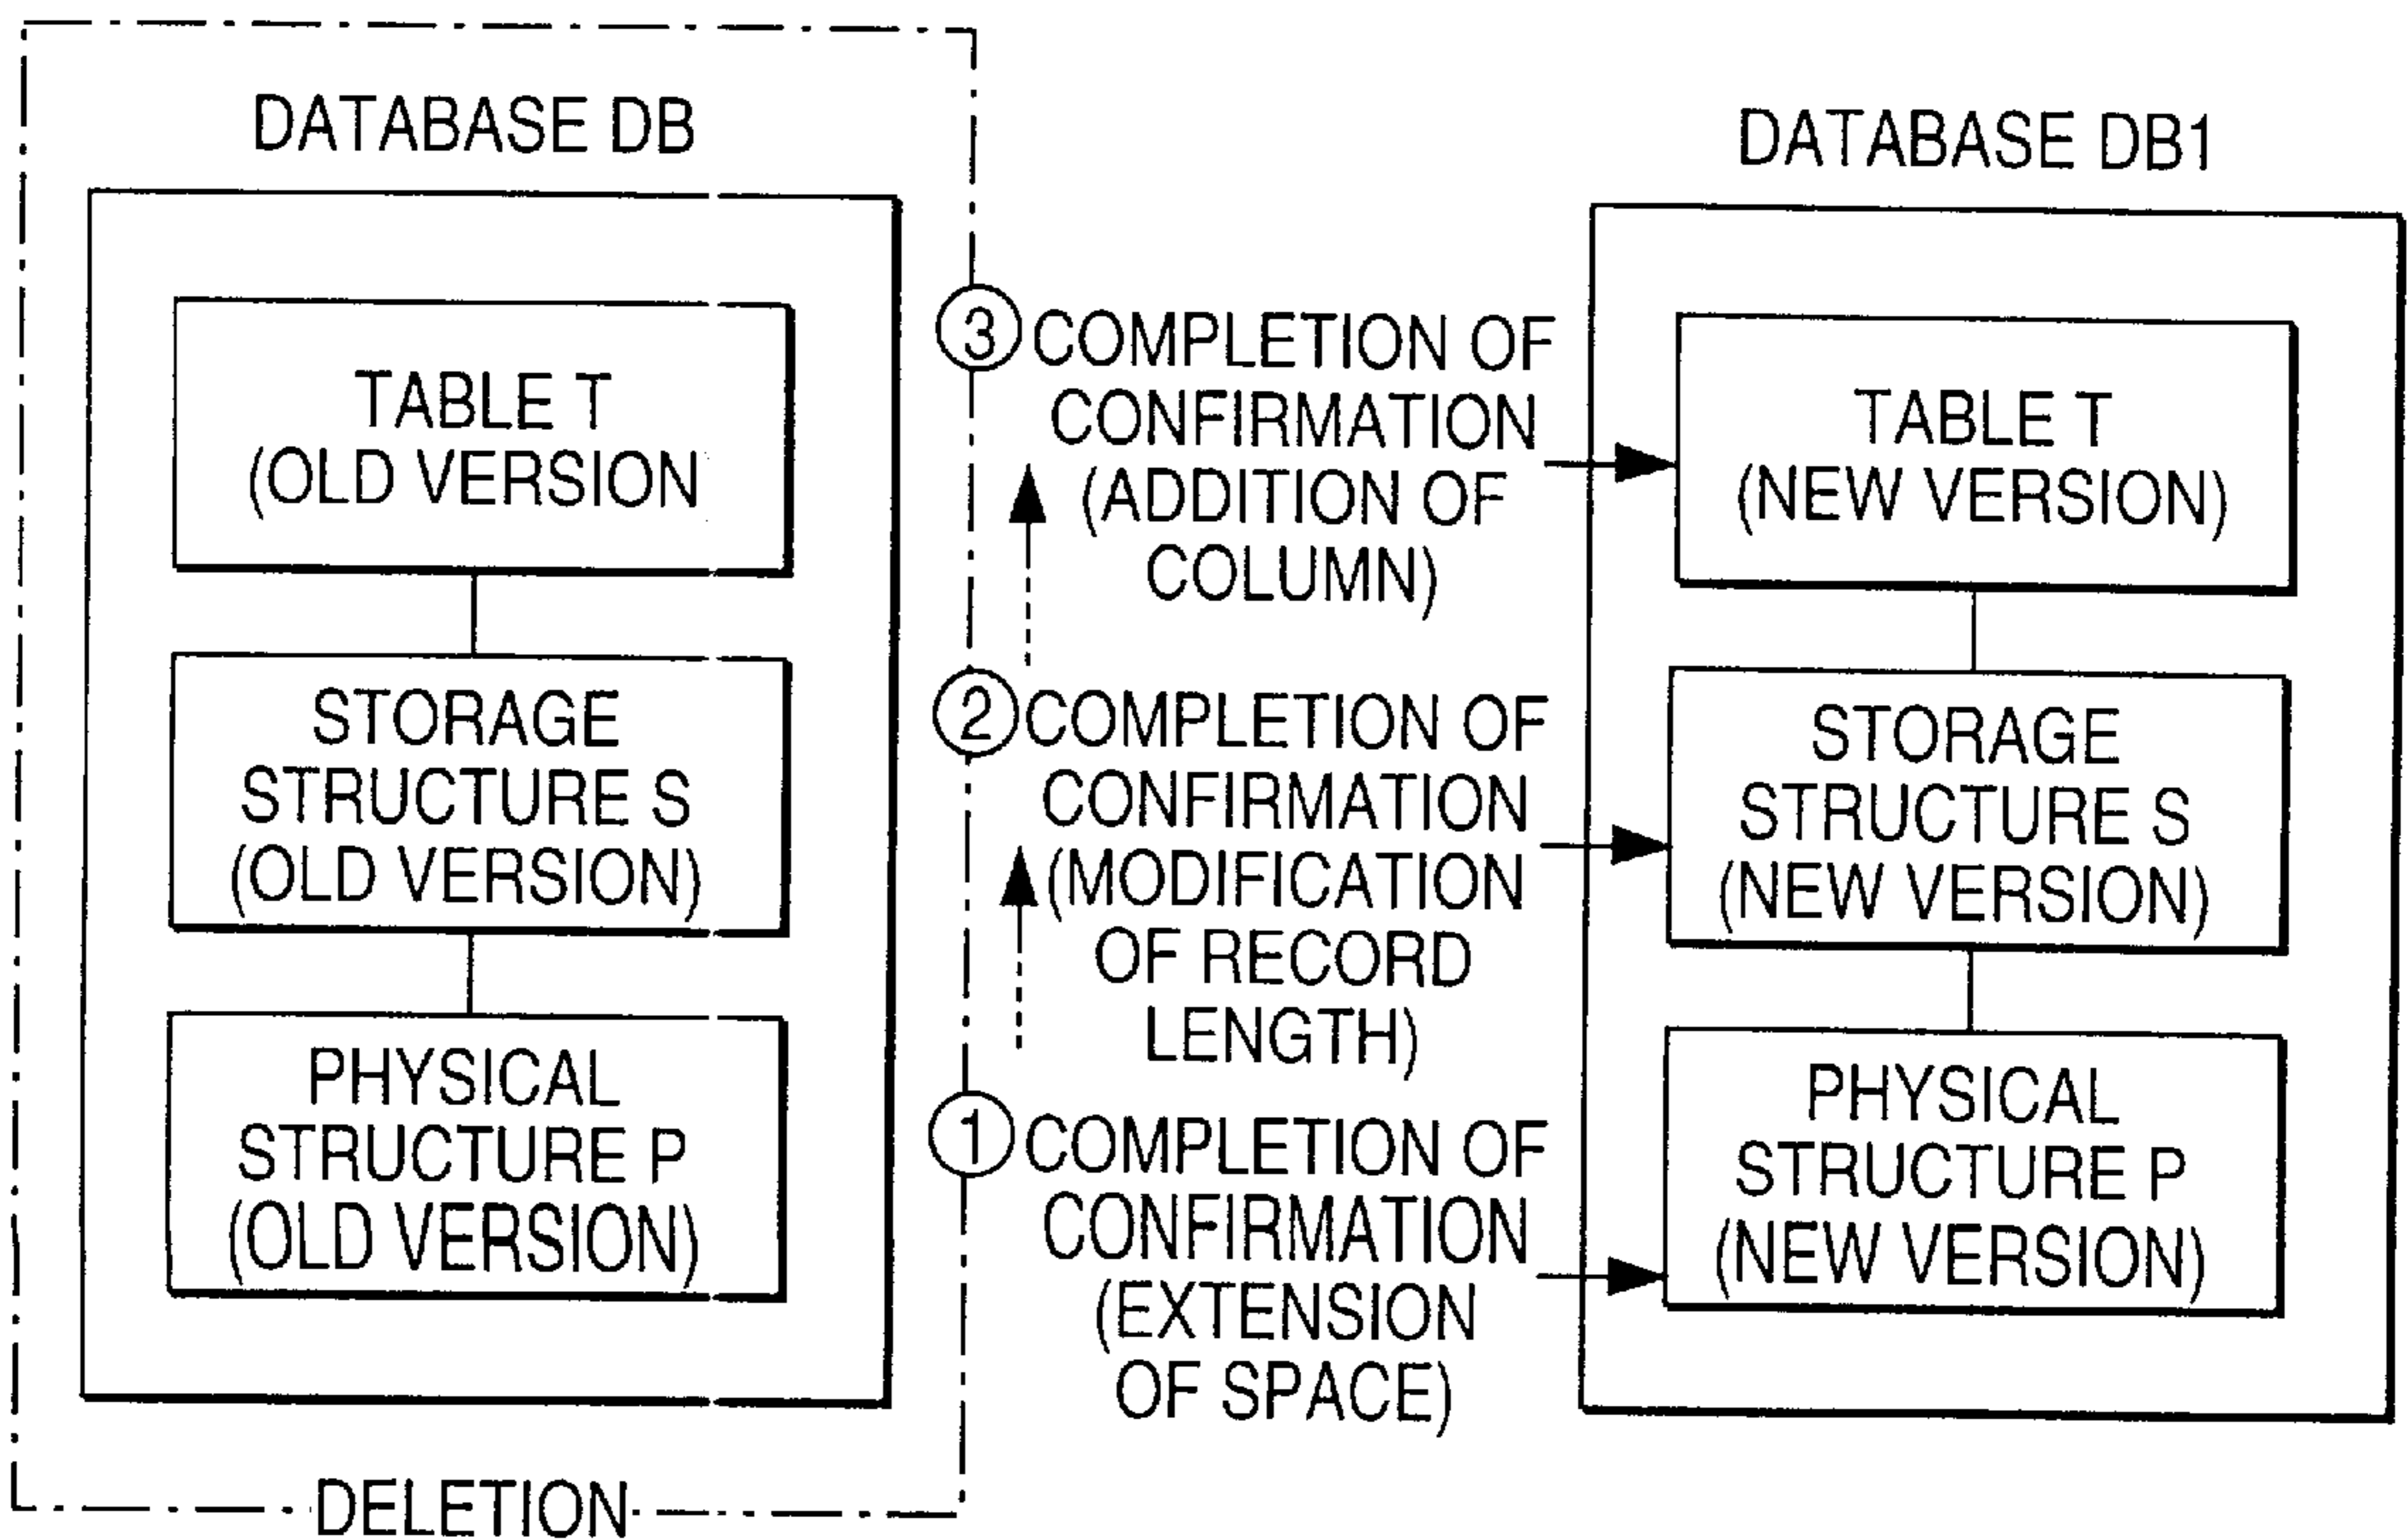 DATABASE DB
TABLE T
(OLD VERSION
STORAGE
STRUCTURE S
(OLD VERSION)
PHYSICAL
STRUCTURE P
(OLD VERSION)
DELETION
3 COMPLETION OF
CONFIRMATION
(ADDITION OF
COLUMN)
2 COMPLETION OF
CONFIRMATION
(MODIFICATION
OF RECORD
LENGTH)
1 COMPLETION OF
CONFIRMATION
(EXTENSION
OF SPACE)
DATABASE DB1
TABLE T
(NEW VERSION)
STORAGE
STRUCTURE S
(NEW VERSION)
PHYSICAL
STRUCTURE P
(NEW VERSION)